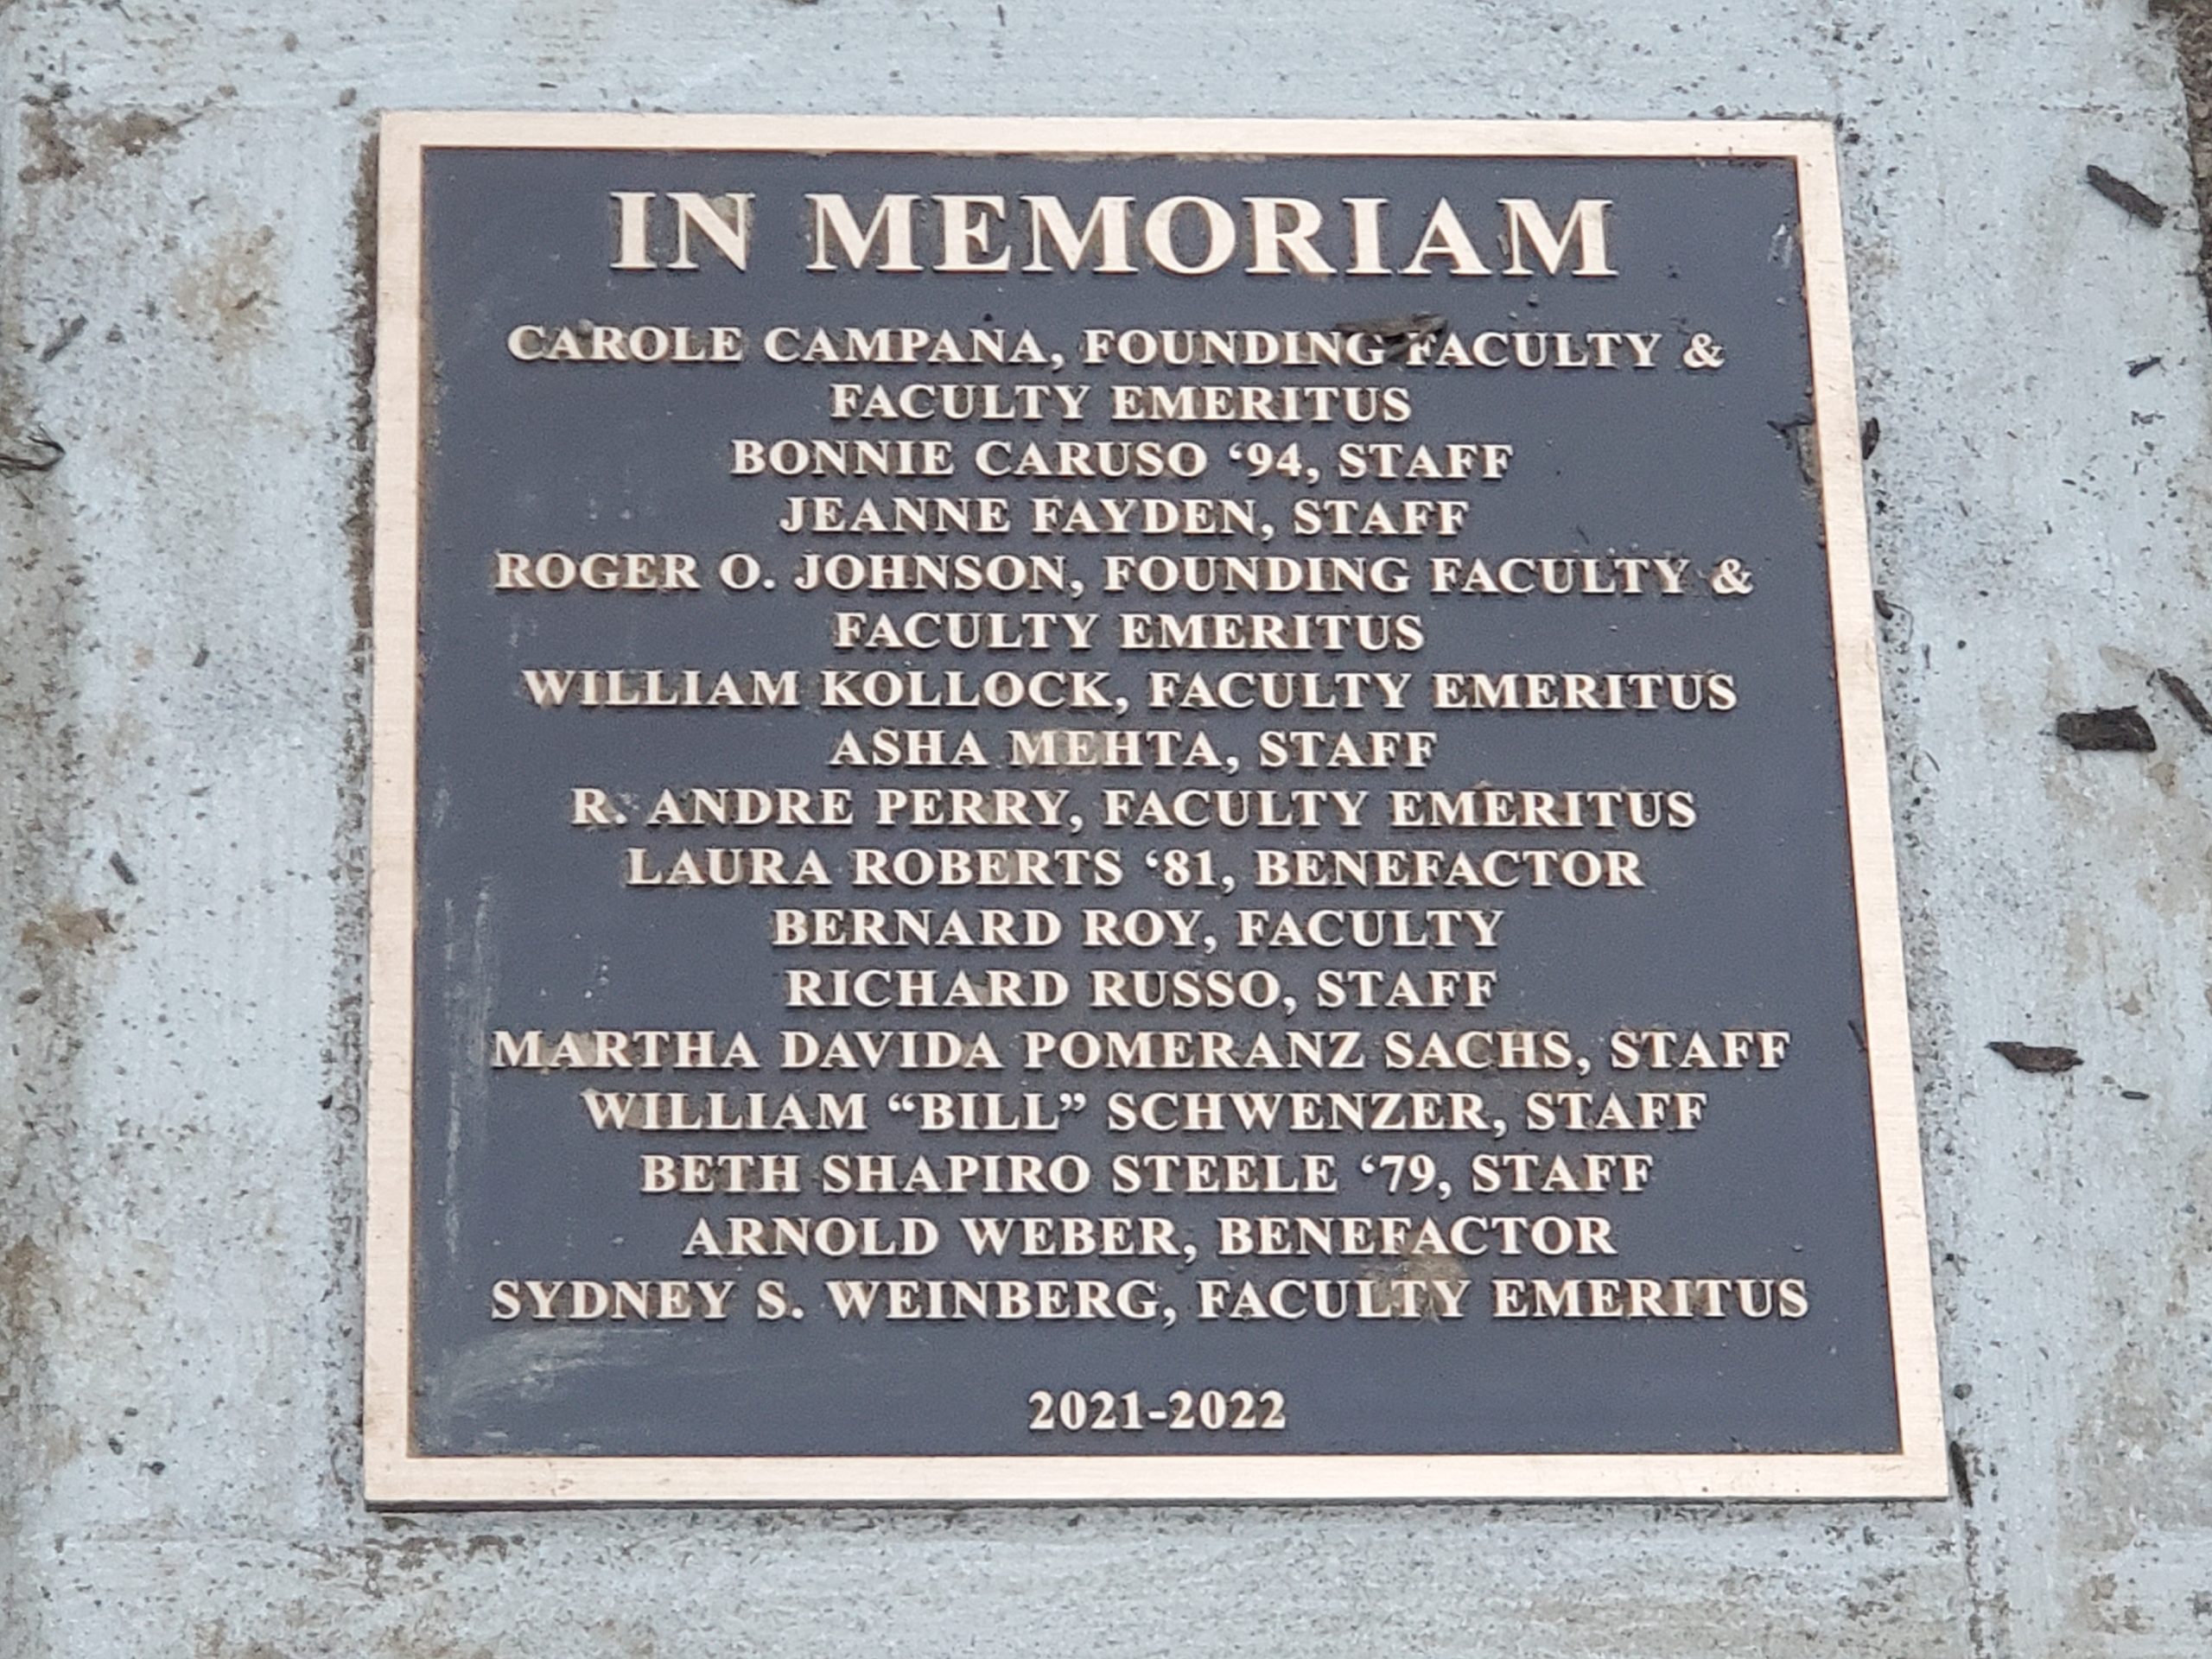 IN MEMORIAM
CAROLE CAMPANA, FOUNDING FACULTY &
FACULTY EMERITUS
BONNIE CARUSO ‘94, STAFF
JEANNE FAYDEN, STAFF
ROGER O. JOHNSON, FOUNDING FACULTY &
FACULTY EMERITUS
WILLIAM KOLLOCK, FACULTY EMERITUS
ASHA MEHTA, STAFF
R. ANDRE PERRY, FACULTY EMERITUS
LAURA ROBERTS ‘81, BENEFACTOR
BERNARD ROY, FACULTY
RICHARD RUSSO, STAFF
MARTHA DAVIDA POMERANZ SACHS, STAFF
WILLIAM “BILL” SCHWENZER, STAFF
BETH SHAPIRO STEELE ‘79, STAFF
ARNOLD WEBER, BENEFACTOR
SYDNEY S. WEINBERG, FACULTY EMERITUS
2021-2022